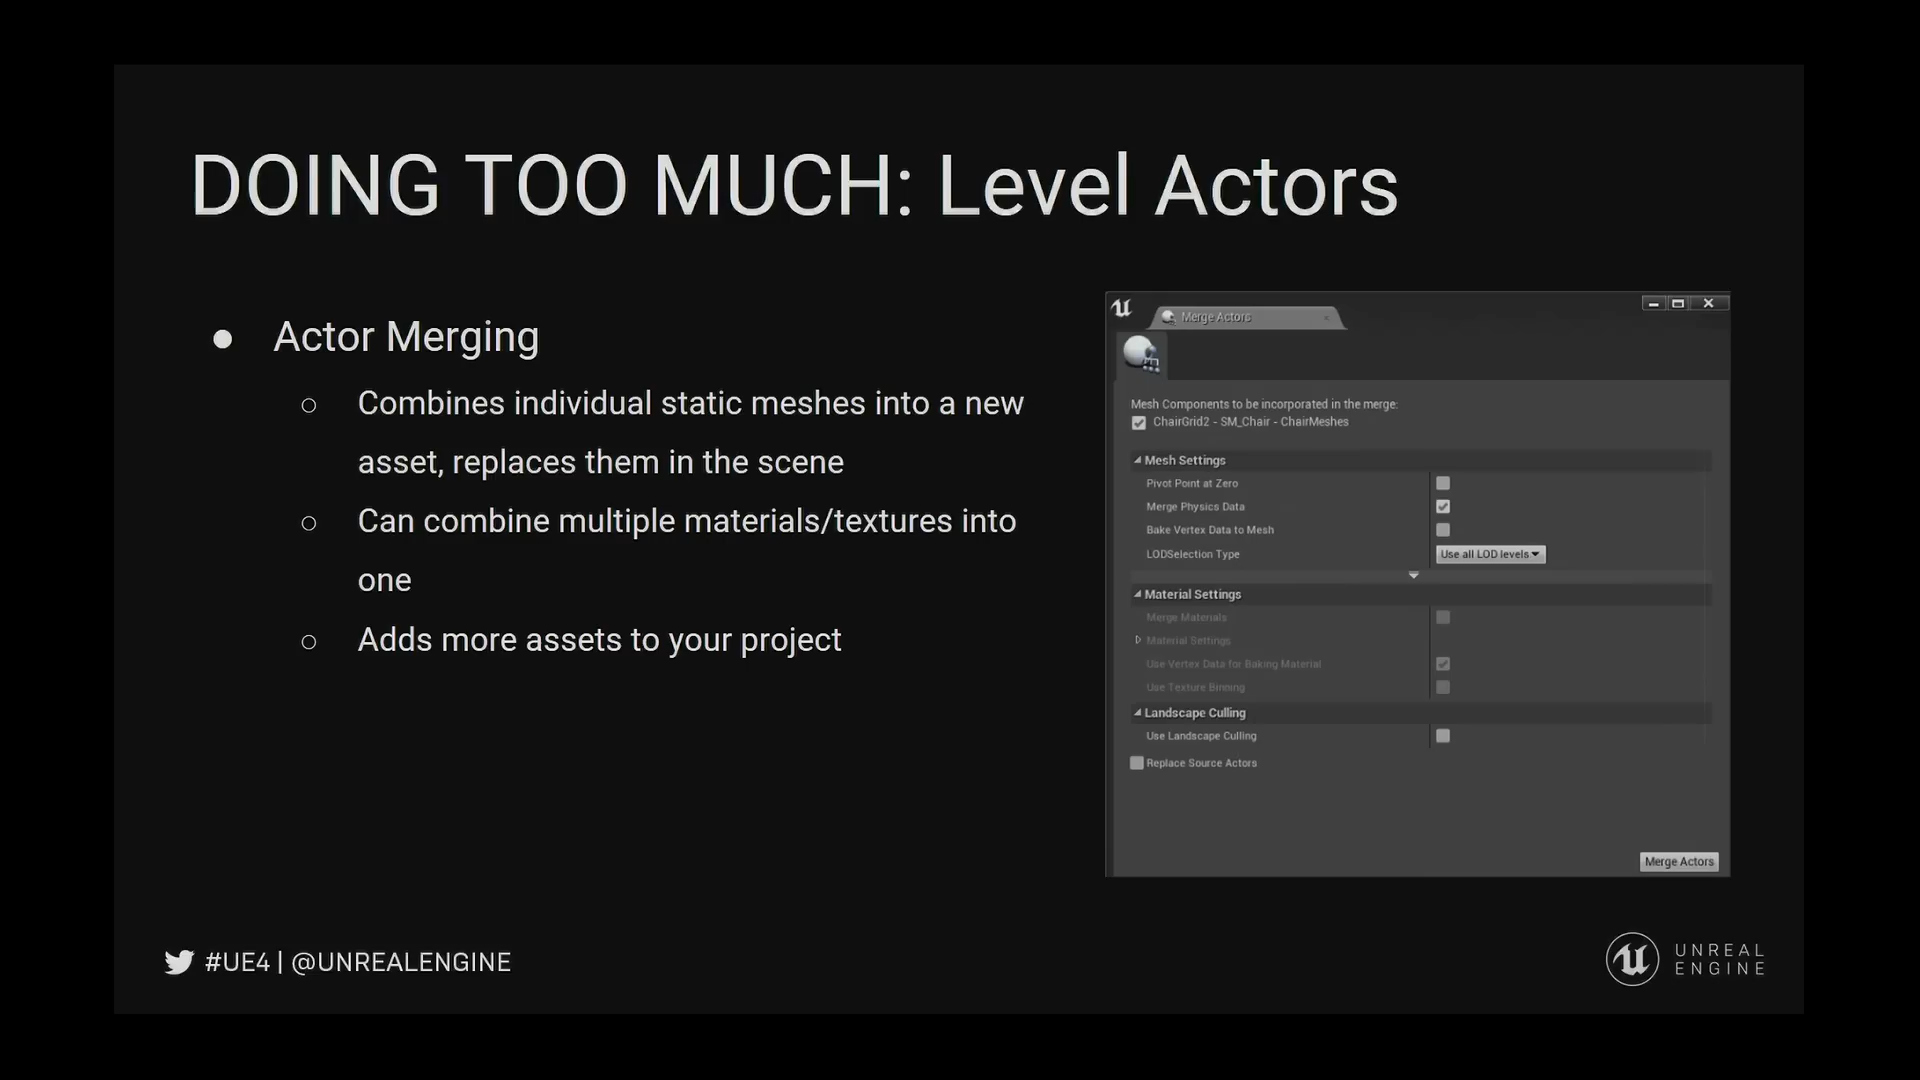 DOING TOO MUCH: Level Actors
● Actor Merging
○ Combines individual static meshes into a new
asset, replaces them in the scene
○ Can combine multiple materials/textures into
one
○ Adds more assets to your project
Merge Actors
Mesh Components to be incorporated in the merge:
ChairGrid2 - SM_Chair - ChairMeshes
Mesh Settings
Pivot Point at Zero
Merge Physics Data
Bake Vertex Data to Mesh
LODSelection Type Use all LOD levels
Material Settings
Merge Materials
Material Settings
Use Vertex Data for Baking Material
Use Texture Binning
Landscape Culling
Use Landscape Culling
Replace Source Actors
Merge Actors
#UE4 | @UNREALENGINE
UNREAL
ENGINE